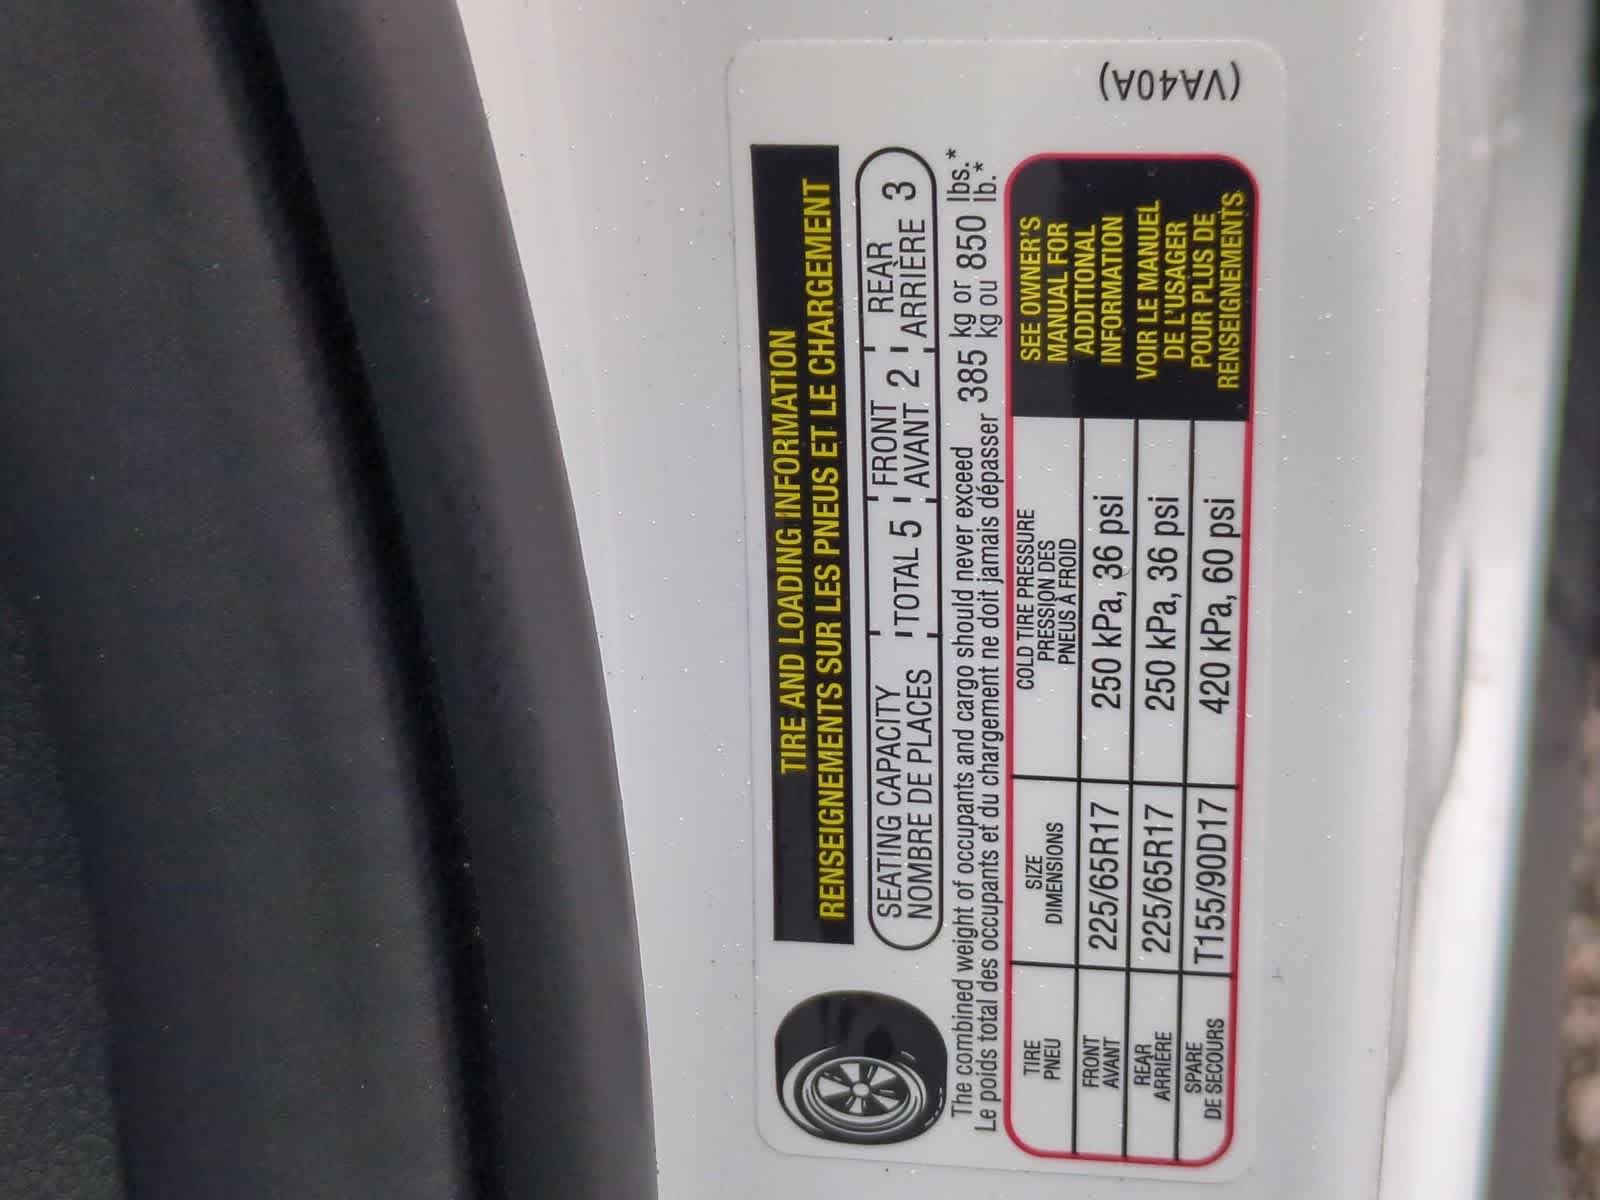 TIRE AND LOADING INFORMATION
RENSEIGNEMENTS SUR LES PNEUS ET LE CHARGEMENT
SEATING CAPACITY
NOMBRE DE PLACES
TOTAL 5
FRONT
AVANT 2
REAR
ARRIÈRE 3
The combined weight of occupants and cargo should never exceed 385 kg or 850 lbs.*
Le poids total des occupants et du chargement ne doit jamais dépasser 385 kg ou 850 lb.*
TIRE
PNEU
SIZE
DIMENSIONS
COLD TIRE PRESSURE
PRESSION DES
PNEUS À FROID
FRONT
AVANT
225/65R17
250 kPa, 36 psi
REAR
ARRIÈRE
225/65R17
250 kPa, 36 psi
SPARE
DE SECOURS
T155/90D17
420 kPa, 60 psi
SEE OWNER'S
MANUAL FOR
ADDITIONAL
INFORMATION
VOIR LE MANUEL
DE L'USAGER
POUR PLUS DE
RENSEIGNEMENTS.
(VA40A)